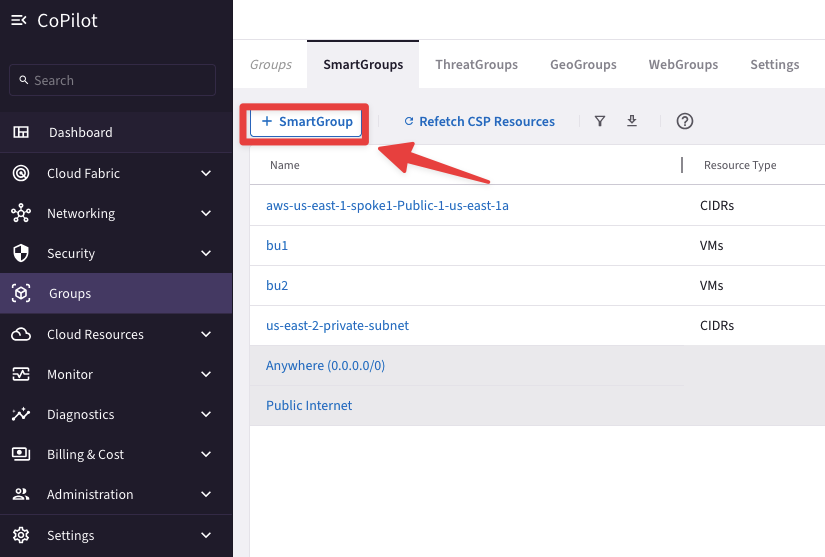 CoPilot
Search
Dashboard
Cloud Fabric
Networking
Security
Groups
Cloud Resources
Monitor
Diagnostics
Billing & Cost
Administration
Settings
Groups SmartGroups ThreatGroups GeoGroups WebGroups Settings
+ SmartGroup Refetch CSP Resources ?
Name Resource Type
aws-us-east-1-spoke1-Public-1-us-east-1a CIDRs
bu1 VMs
bu2 VMs
us-east-2-private-subnet CIDRs
Anywhere (0.0.0.0/0)
Public Internet